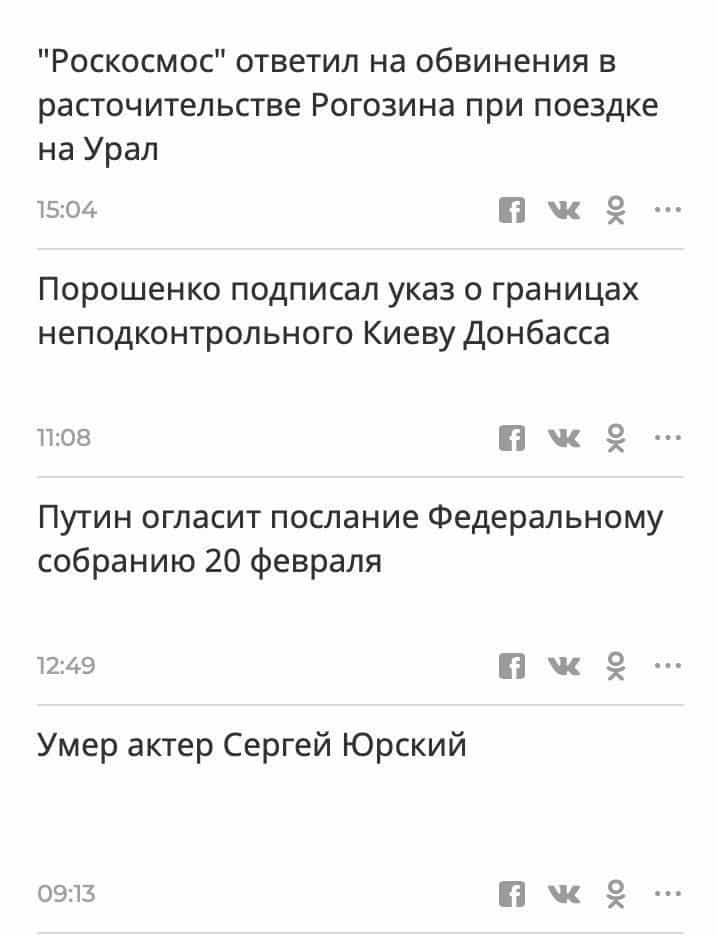 "Роскосмос" ответил на обвинения в
расточительстве Рогозина при поездке
на Урал
15:04
Порошенко подписал указ о границах
неподконтрольного Киеву Донбасса
11:08
Путин огласит послание Федеральному
собранию 20 февраля
12:49
Умер актер Сергей Юрский
09:13